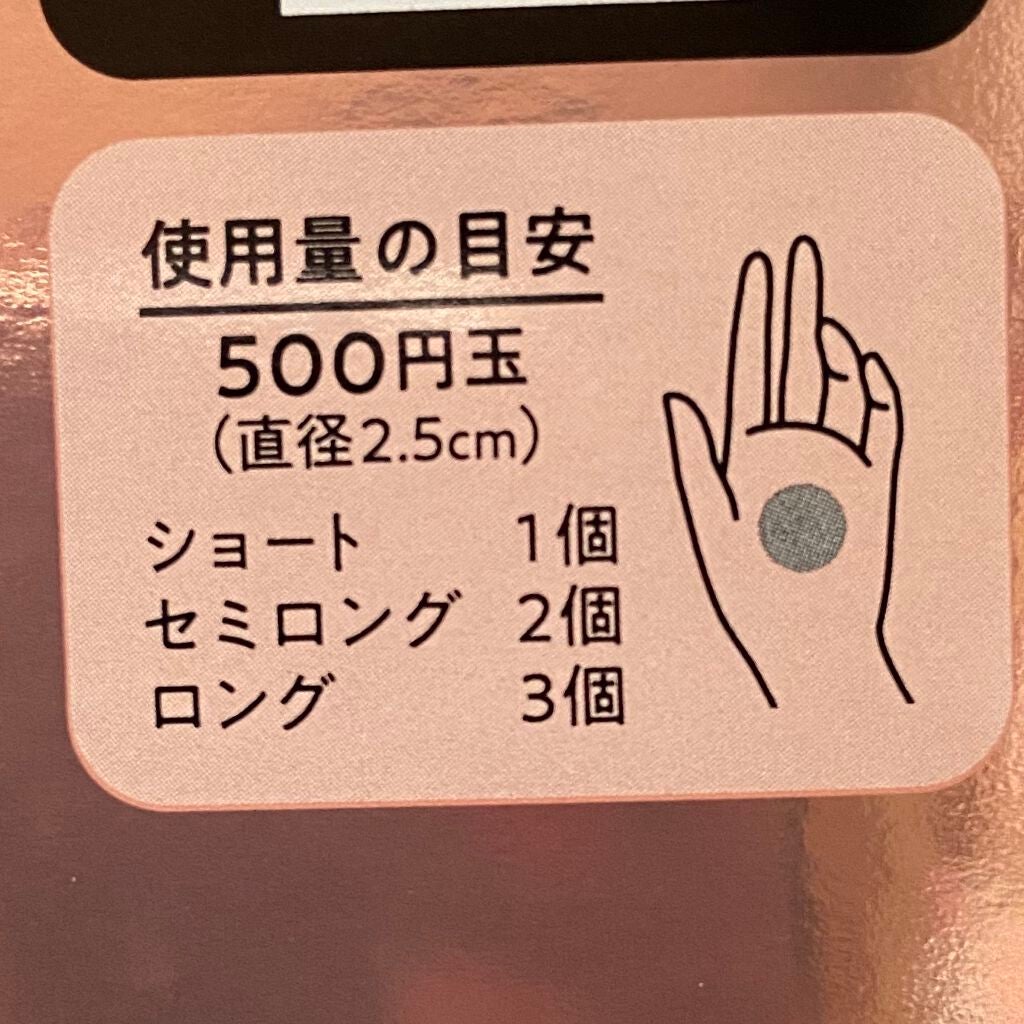 使用量の目安
500円玉
（直径2.5cm）
ショート 1個
セミロング 2個
ロング 3個